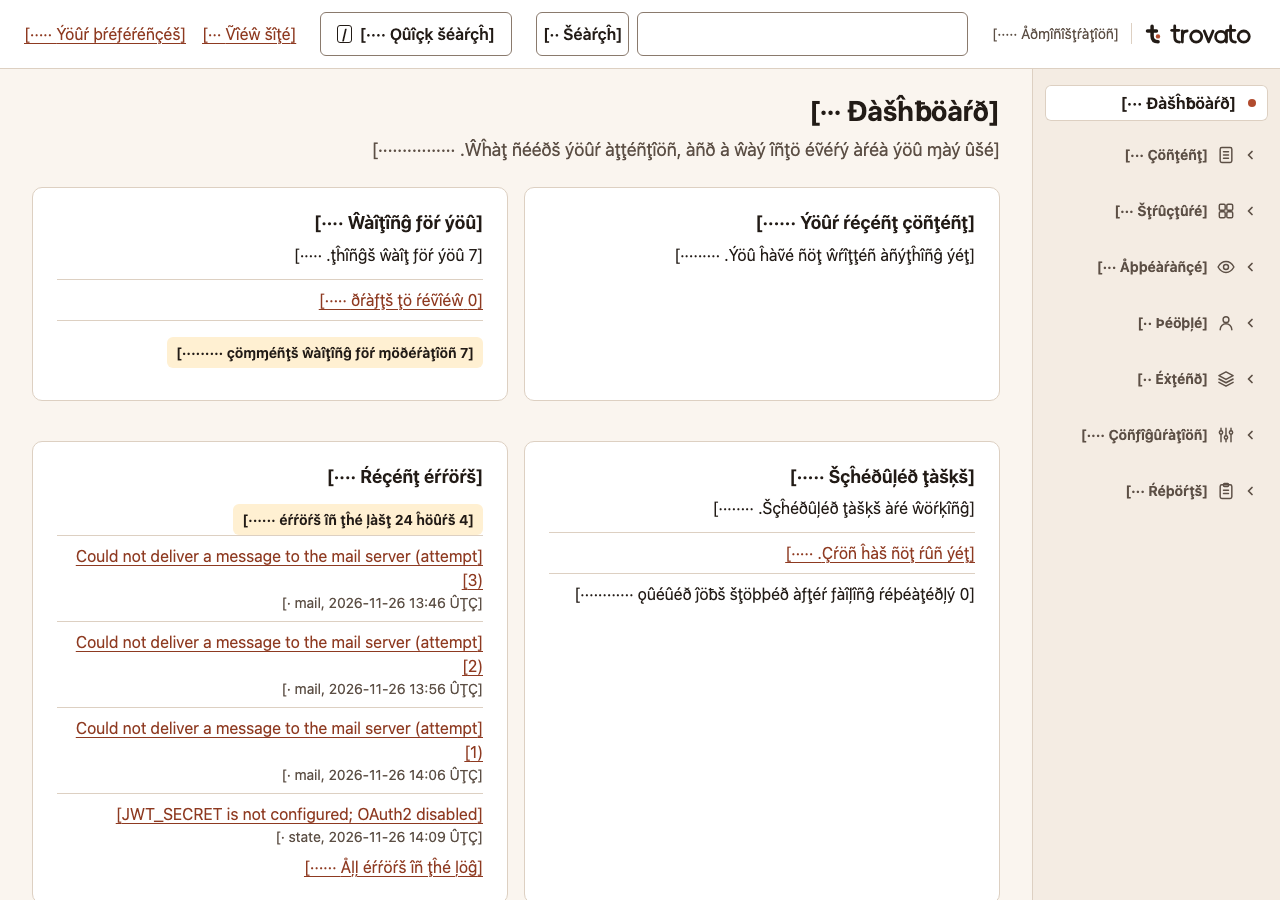 trovato
[····· Åðɱîñîšţŕàţîöñ]
[·· Šéàŕçĥ]
/ [···· Ǫûîçķ šéàŕçĥ]
[··· Ṽîéŵ šîţé]
[····· Ýöûŕ þŕéƒéŕéñçéš]
[··· ÐàšĤƀöàŕð]
[··· Çöñţéñţ]
[··· Šţŕûçţûŕé]
[··· Åþþéàŕàñçé]
[·· Þéöþļé]
[·· Éẋţéñð]
[···· Çöñƒîĝûŕàţîöñ]
[··· Ŕéþöŕţš]
[··· ÐàšĤƀöàŕð]
[··············· .ŴĤàţ ñééðš ýöûŕ àţţéñţîöñ, àñð à ŵàý îñţö éṽéŕý àŕéà ýöû ɱàý ûšé]
[······ Ýöûŕ ŕéçéñţ çöñţéñţ]
[········· .Ýöû ĥàṽé ñöţ ŵŕîţţéñ àñýţĥîñĝ ýéţ]
[···· Ŵàîţîñĝ ƒöŕ ýöû]
[····· .ţĥîñĝš ŵàîţ ƒöŕ ýöû 7]
[····· ðŕàƒţš ţö ŕéṽîéŵ 0]
[········· çöɱɱéñţš ŵàîţîñĝ ƒöŕ ɱöðéŕàţîöñ 7]
[····· Šçĥéðûļéð ţàšķš]
[········ .Šçĥéðûļéð ţàšķš àŕé ŵöŕķîñĝ]
[····· .Çŕöñ ĥàš ñöţ ŕûñ ýéţ]
[············ ǫûéûéð ĵöƀš šţöþþéð àƒţéŕ ƒàîļîñĝ ŕéþéàţéðļý 0]
[···· Ŕéçéñţ éŕŕöŕš]
[······ éŕŕöŕš îñ ţĥé ļàšţ 24 ĥöûŕš 4]
Could not deliver a message to the mail server (attempt]
[3)
[· mail, 2026-11-26 13:46 ÛŢÇ]
Could not deliver a message to the mail server (attempt]
[2)
[· mail, 2026-11-26 13:56 ÛŢÇ]
Could not deliver a message to the mail server (attempt]
[1)
[· mail, 2026-11-26 14:06 ÛŢÇ]
[JWT_SECRET is not configured; OAuth2 disabled]
[· state, 2026-11-26 14:09 ÛŢÇ]
[······ Åļļ éŕŕöŕš îñ ţĥé ļöĝ]